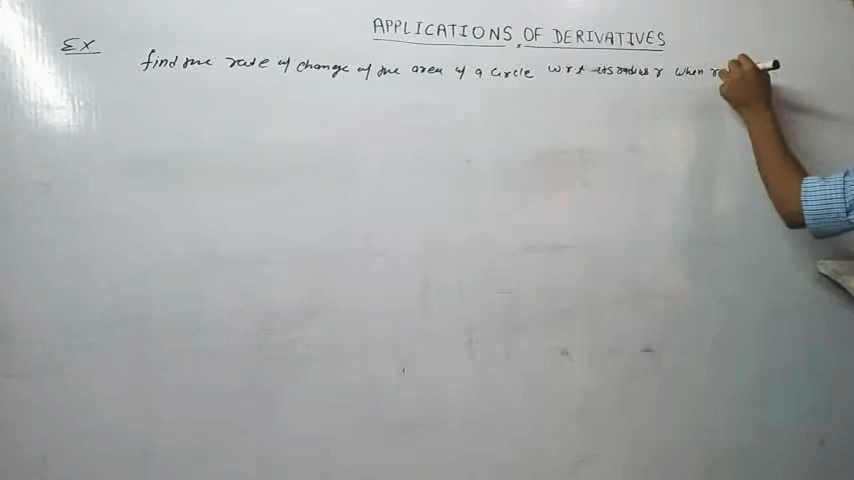 APPLICATIONS OF DERIVATIVES
Ex
find the rate of change of the area of a circle w r t its radius r when r